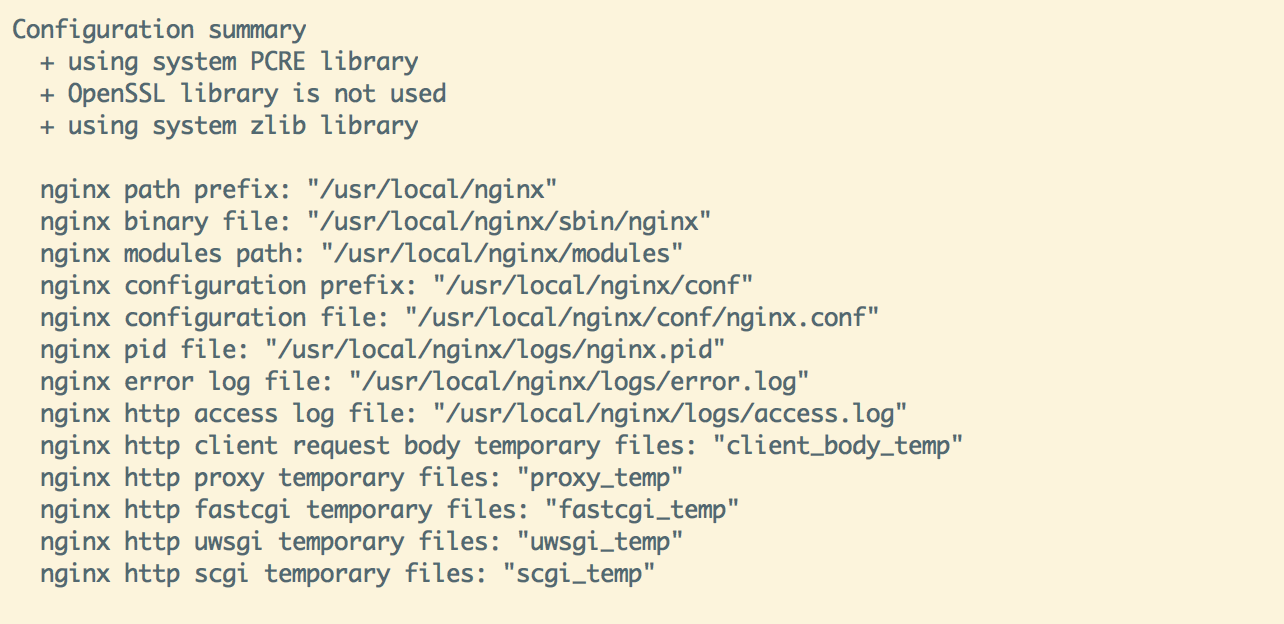 Configuration summary
+ using system PCRE library
+ OpenSSL library is not used
+ using system zlib library
nginx path prefix: "/usr/local/nginx"
nginx binary file: "/usr/local/nginx/sbin/nginx"
nginx modules path: "/usr/local/nginx/modules"
nginx configuration prefix: "/usr/local/nginx/conf"
nginx configuration file: "/usr/local/nginx/conf/nginx.conf"
nginx pid file: "/usr/local/nginx/logs/nginx.pid"
nginx error log file: "/usr/local/nginx/logs/error.log"
nginx http access log file: "/usr/local/nginx/logs/access.log"
nginx http client request body temporary files: "client_body_temp"
nginx http proxy temporary files: "proxy_temp"
nginx http fastcgi temporary files: "fastcgi_temp"
nginx http uwsgi temporary files: "uwsgi_temp"
nginx http scgi temporary files: "scgi_temp"